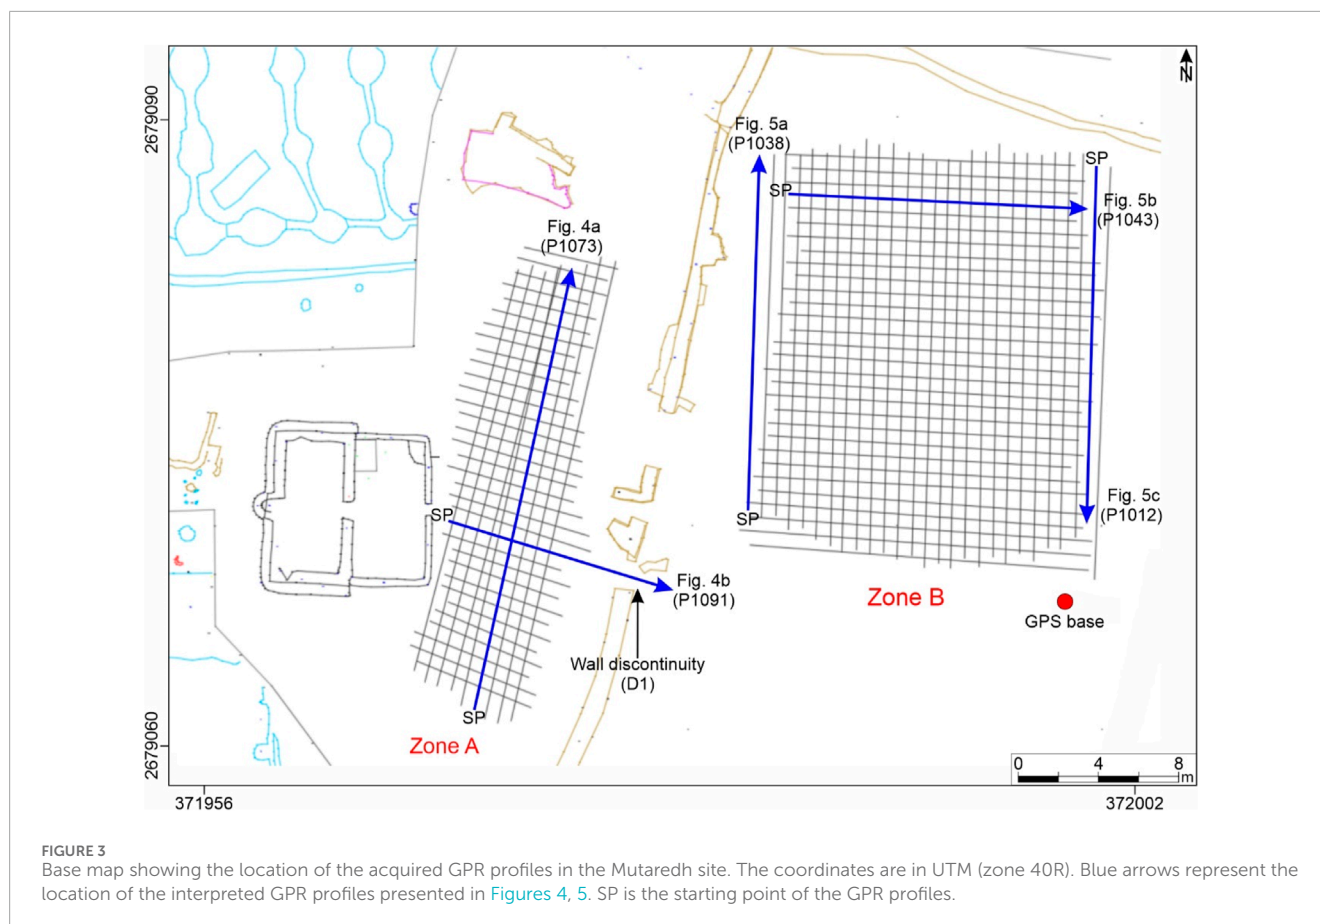 N
2679090
Fig. 5a
(P1038)
SP
SP
Fig. 5b
(P1043)
Fig. 4a
(P1073)
SP
SP
Fig. 5c
(P1012)
Fig. 4b
(P1091)
Zone B
GPS base
Wall discontinuity
(D1)
SP
Zone A
2679060
0 4 8
m
371956
372002
FIGURE 3
Base map showing the location of the acquired GPR profiles in the Mutaredh site. The coordinates are in UTM (zone 40R). Blue arrows represent the
location of the interpreted GPR profiles presented in Figures 4, 5. SP is the starting point of the GPR profiles.